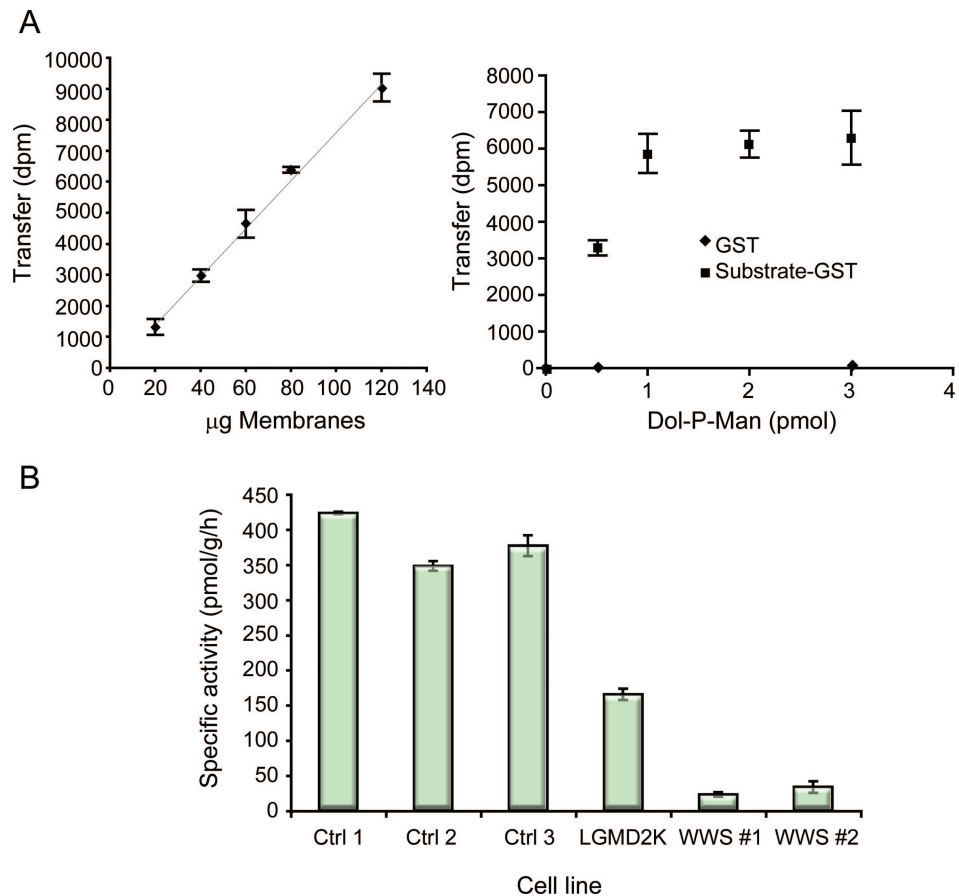 A
10000
9000
8000
7000
6000
5000
4000
3000
2000
1000
0
Transfer (dpm)
0 20 40 60 80 100 120 140
μg Membranes
8000
7000
6000
5000
4000
3000
2000
1000
0
Transfer (dpm)
GST
Substrate-GST
0 1 2 3 4
Dol-P-Man (pmol)
B
450
400
350
300
250
200
150
100
50
0
Specific activity (pmol/g/h)
Ctrl 1 Ctrl 2 Ctrl 3 LGMD2K WWS #1 WWS #2
Cell line